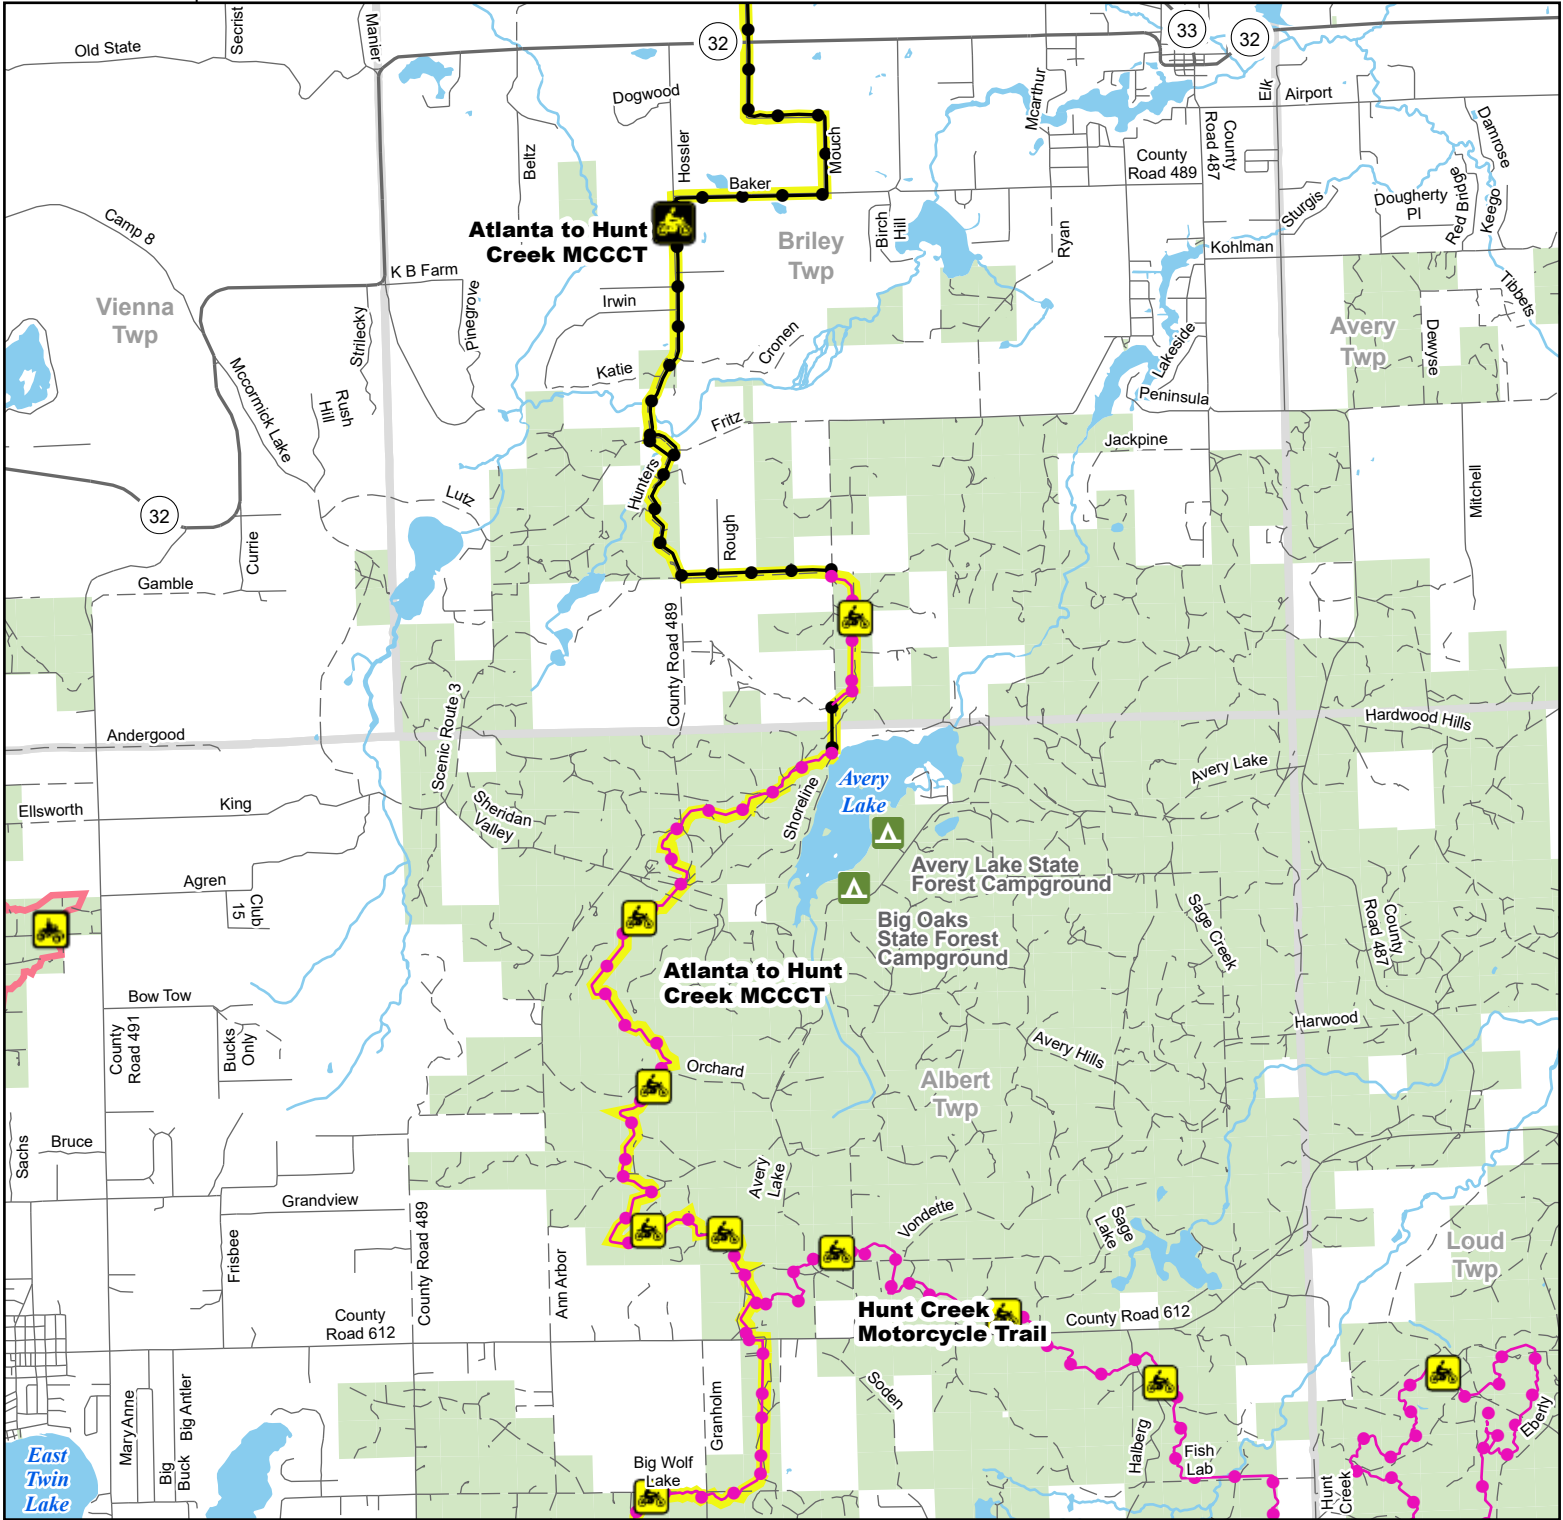 Old State
Secrist
Manier
32
33
32
Dogwood
Hossler
Beltz
Mouch
Baker
Mcarthur
Elk
Airport
County
Road 487
County
Road 489
Damrose
Red Bridge
Keego
Dougherty
Pl
Sturgis
Kohlman
Tibbets
Camp 8
Atlanta to Hunt
Creek MCCCT
Briley
Twp
Birch
Hill
Ryan
K B Farm
Vienna
Twp
Irwin
Pinegrove
Strilecky
Cronen
Katie
Lakeside
Avery
Twp
Dewyse
Mccormick Lake
Rush
Hill
Peninsula
Fritz
Jackpine
Hunters
Lutz
Mitchell
32
Rough
Currie
Gamble
County Road 489
Scenic Route 3
Andergood
Hardwood Hills
Avery
Lake
Avery Lake
Shoreline
Ellsworth
King
Sheridan
Valley
Avery Lake State
Forest Campground
Agren
Club
15
Big Oaks
State Forest
Campground
Sage Creek
County
Road 487
Atlanta to Hunt
Creek MCCCT
Bow Tow
County
Road 491
Bucks
Only
Harwood
Avery Hills
Orchard
Albert
Twp
Sachs
Bruce
Avery
Lake
Grandview
Vondette
Sage
Lake
Frisbee
County Road 489
Ann Arbor
Loud
Twp
County
Road 612
Hunt Creek
Motorcycle Trail
County Road 612
Mary Anne
Big Antler
Big
Buck
Granholm
Soden
Halberg
Fish
Lab
Eberly
East
Twin
Lake
Big Wolf
Lake
Hunt
Creek